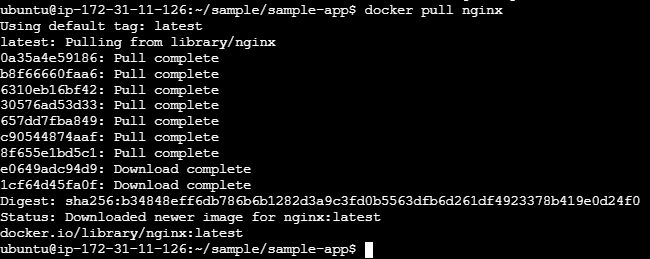 ubuntu@ip-172-31-11-126:~/sample/sample-app$ docker pull nginx
Using default tag: latest
latest: Pulling from library/nginx
0a35a4e59186: Pull complete
b8f66660faa6: Pull complete
6310eb16bf42: Pull complete
30576ad53d33: Pull complete
657dd7fba849: Pull complete
c90544874aaf: Pull complete
8f655e1bd5c1: Pull complete
e0649adc94d9: Download complete
1cf64d45fa0f: Download complete
Digest: sha256:b34848eff6db786b6b1282d3a9c3fd0b5563dfb6d261df4923378b419e0d24f0
Status: Downloaded newer image for nginx:latest
docker.io/library/nginx:latest
ubuntu@ip-172-31-11-126:~/sample/sample-app$